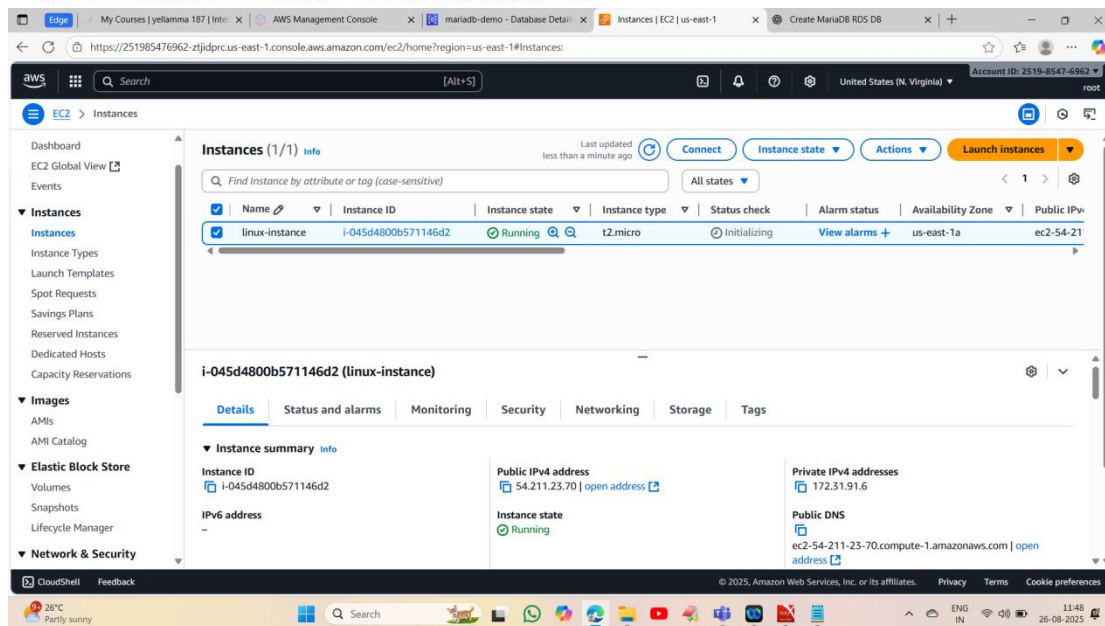 Edge
My Courses | yellamma 187 | Inte
AWS Management Console
mariadb-demo - Database Details
Instances | EC2 | us-east-1
Create MariaDB RDS DB
https://251985476962-ztjidprc.us-east-1.console.aws.amazon.com/ec2/home?region=us-east-1#Instances:
aws
Search
[Alt+S]
United States (N. Virginia)
Account ID: 2519-8547-6962
root
EC2 > Instances
Dashboard
EC2 Global View
Events
Instances
Instances
Instance Types
Launch Templates
Spot Requests
Savings Plans
Reserved Instances
Dedicated Hosts
Capacity Reservations
Images
AMIs
AMI Catalog
Elastic Block Store
Volumes
Snapshots
Lifecycle Manager
Network & Security
Instances (1/1) Info
Last updated
less than a minute ago
Connect
Instance state
Actions
Launch instances
Find Instance by attribute or tag (case-sensitive)
All states
1
Name Instance ID Instance state Instance type Status check Alarm status Availability Zone Public IPv
linux-instance i-045d4800b571146d2 Running t2.micro Initializing View alarms + us-east-1a ec2-54-21
i-045d4800b571146d2 (linux-instance)
Details Status and alarms Monitoring Security Networking Storage Tags
Instance summary Info
Instance ID
i-045d4800b571146d2
IPv6 address
–
Public IPv4 address
54.211.23.70 | open address
Instance state
Running
Private IPv4 addresses
172.31.91.6
Public DNS
ec2-54-211-23-70.compute-1.amazonaws.com | open
address
CloudShell Feedback
© 2025, Amazon Web Services, Inc. or its affiliates. Privacy Terms Cookie preferences
26°C
Partly sunny
Search
ENG
IN
11:48
26-08-2025